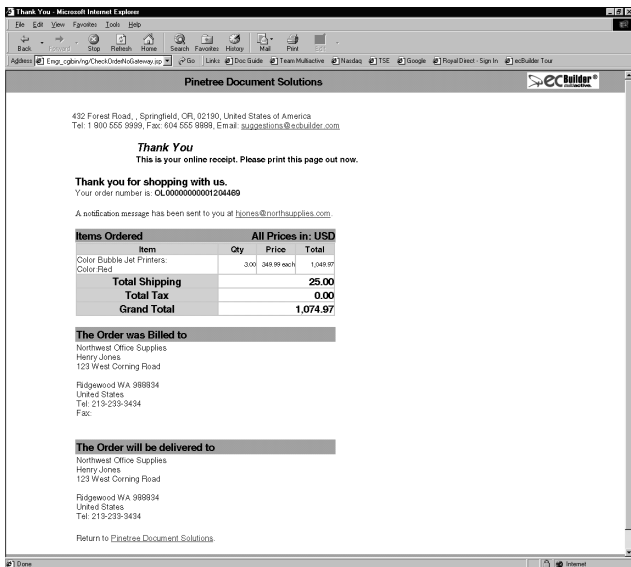 Thank You - Microsoft Internet Explorer
File Edit View Favorites Tools Help
Back Forward Stop Refresh Home Search Favorites History Mail Print Edit
Address Emgr_cgibin/ng/CheckOrderNoGateway.jsp Go Links Doc Guide Team Multiactive Nasdaq TSE Google Royal Direct - Sign In ecBuilder Tour
Pinetree Document Solutions
ECBuilder®
multiactive.
432 Forest Road, , Springfield, OR, 02190, United States of America
Tel: 1 800 555 9999, Fax: 604 555 8888, Email: suggestions@ecbuilder.com
Thank You
This is your online receipt. Please print this page out now.
Thank you for shopping with us.
Your order number is: OL00000000001204469
A notification message has been sent to you at hjones@northsupplies.com.
Items Ordered All Prices in: USD
Item Qty Price Total
Color Bubble Jet Printers: 3.00 349.99 each 1,049.97
Color:Red
Total Shipping 25.00
Total Tax 0.00
Grand Total 1,074.97
The Order was Billed to
Northwest Office Supplies
Henry Jones
123 West Corning Road
Ridgewood WA 988834
United States
Tel: 213-233-3434
Fax:
The Order will be delivered to
Northwest Office Supplies
Henry Jones
123 West Corning Road
Ridgewood WA 988834
United States
Tel: 213-233-3434
Return to Pinetree Document Solutions.
Done Internet